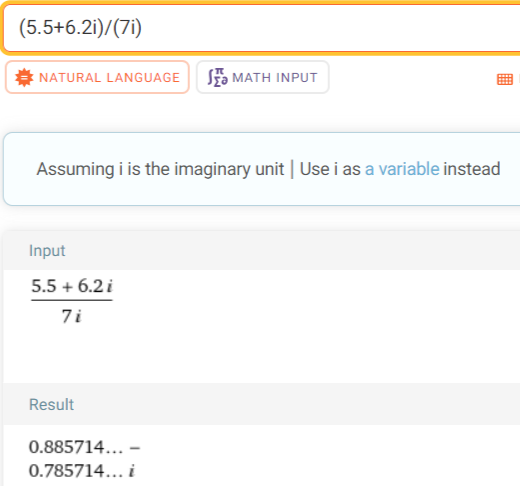 (5.5+6.2i)/(7i)
NATURAL LANGUAGE
∫π Σ∂ MATH INPUT
Assuming i is the imaginary unit | Use i as a variable instead
Input
5.5 + 6.2 i
7 i
Result
0.885714... −
0.785714... i